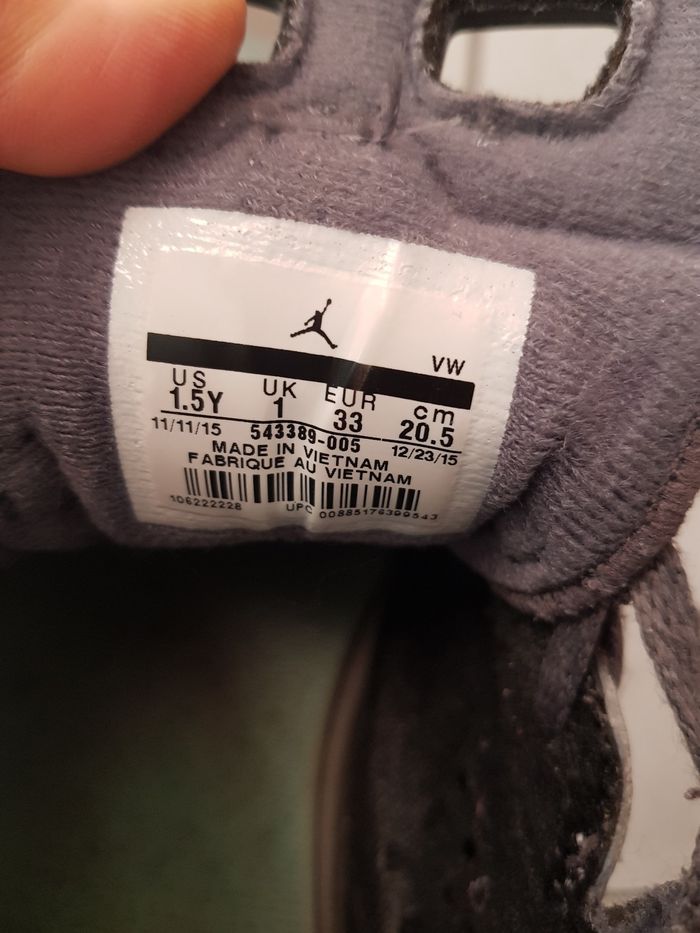 VW
US UK EUR cm
1.5Y 1 33 20.5
11/11/15 543389-005 12/23/15
MADE IN VIETNAM
FABRIQUE AU VIETNAM
106222228 UPC 00885176399543